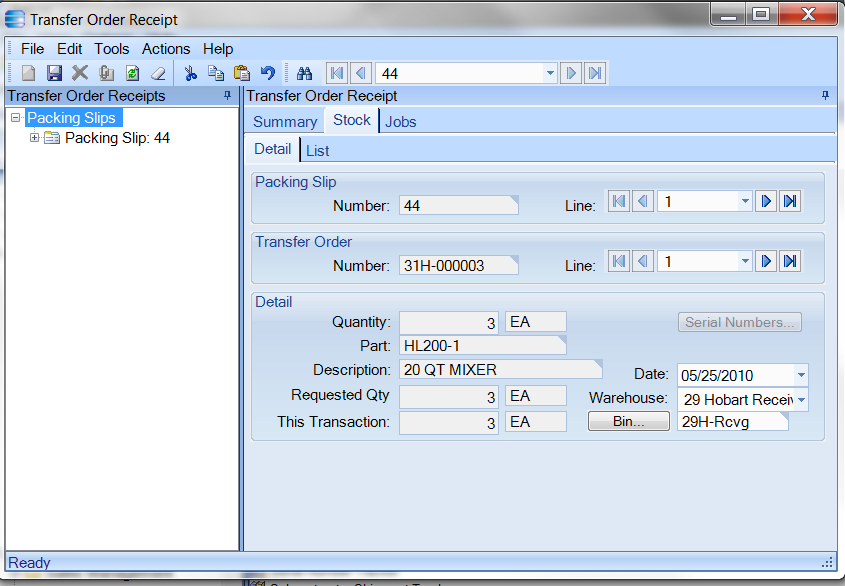 Transfer Order Receipt
File Edit Tools Actions Help
44
Transfer Order Receipts
Packing Slips
Packing Slip: 44
Transfer Order Receipt
Summary Stock Jobs
Detail List
Packing Slip
Number: 44 Line: 1
Transfer Order
Number: 31H-000003 Line: 1
Detail
Quantity: 3 EA Serial Numbers...
Part: HL200-1
Description: 20 QT MIXER Date: 05/25/2010
Requested Qty 3 EA Warehouse: 29 Hobart Receiv
This Transaction: 3 EA Bin... 29H-Rcvg
Ready